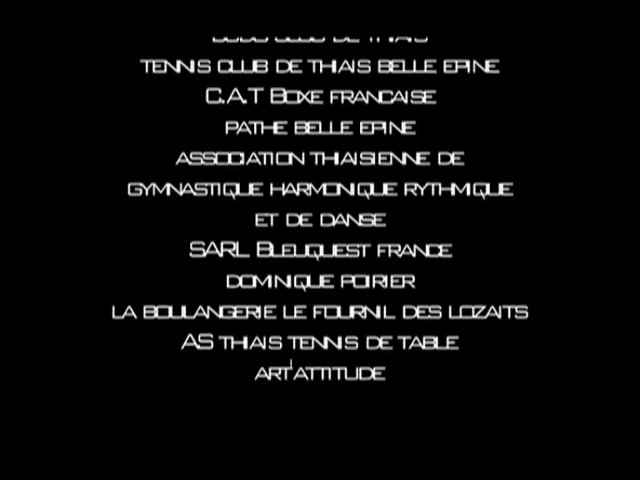 TENNIS CLUB DE THIAIS BELLE EPINE
C.A.T BOXE FRANCAISE
PATHE BELLE EPINE
ASSOCIATION THIAISIENNE DE
GYMNASTIQUE HARMONIQUE RYTHMIQUE
ET DE DANSE
SARL BLEUQUEST FRANCE
DOMINIQUE POIRIER
LA BOULANGERIE LE FOURNIL DES LOZAITS
AS THIAIS TENNIS DE TABLE
ART'ATTITUDE